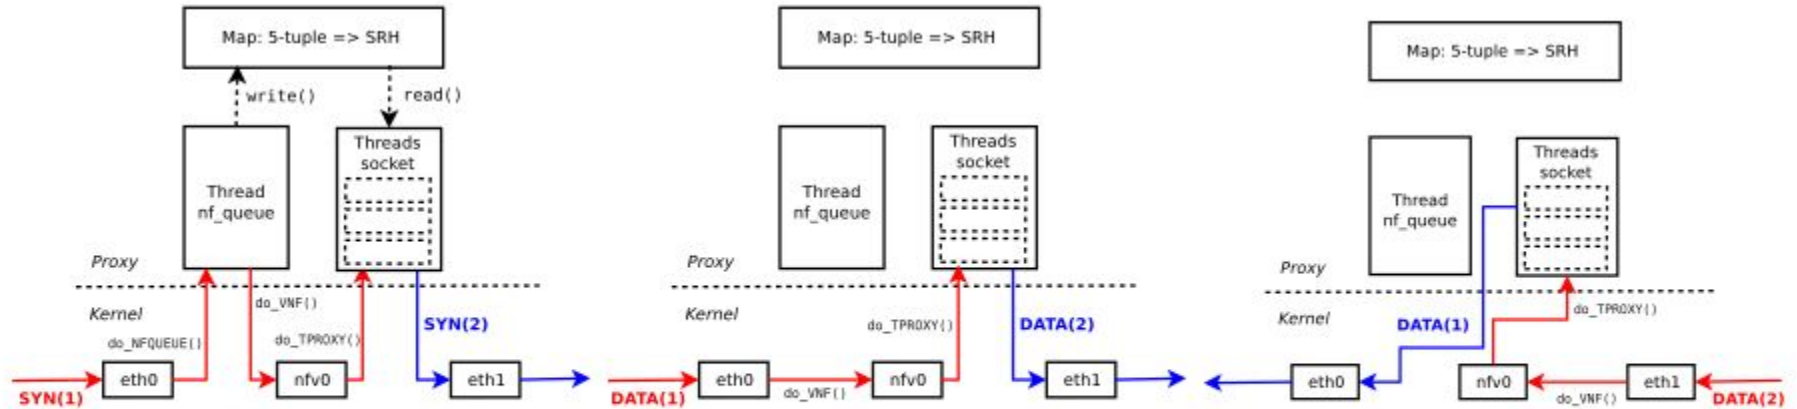 Map: 5-tuple => SRH
write()
read()
Thread
nf_queue
Threads
socket
Proxy
Kernel
do_NFQUEUE()
do_VNF()
do_TPROXY()
SYN(2)
eth0
nfv0
eth1
SYN(1)
Map: 5-tuple => SRH
Thread
nf_queue
Threads
socket
Proxy
Kernel
do_TPROXY()
DATA(2)
eth0
nfv0
eth1
DATA(1)
do_VNF()
Map: 5-tuple => SRH
Thread
nf_queue
Threads
socket
Proxy
Kernel
DATA(1)
do_TPROXY()
eth0
nfv0
eth1
do_VNF()
DATA(2)